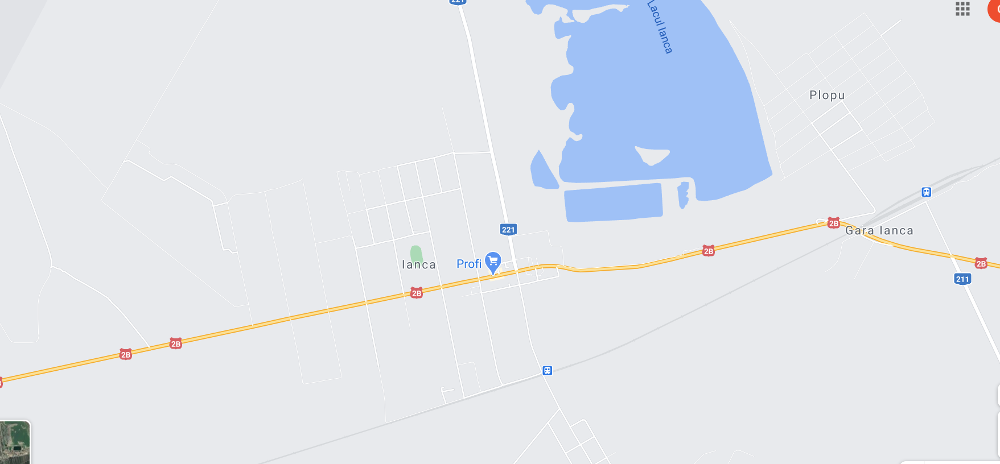 221
Lacul Ianca
Plopu
2B
Gara Ianca
221
2B
Profi
Ianca
2B
211
2B
2B
2B